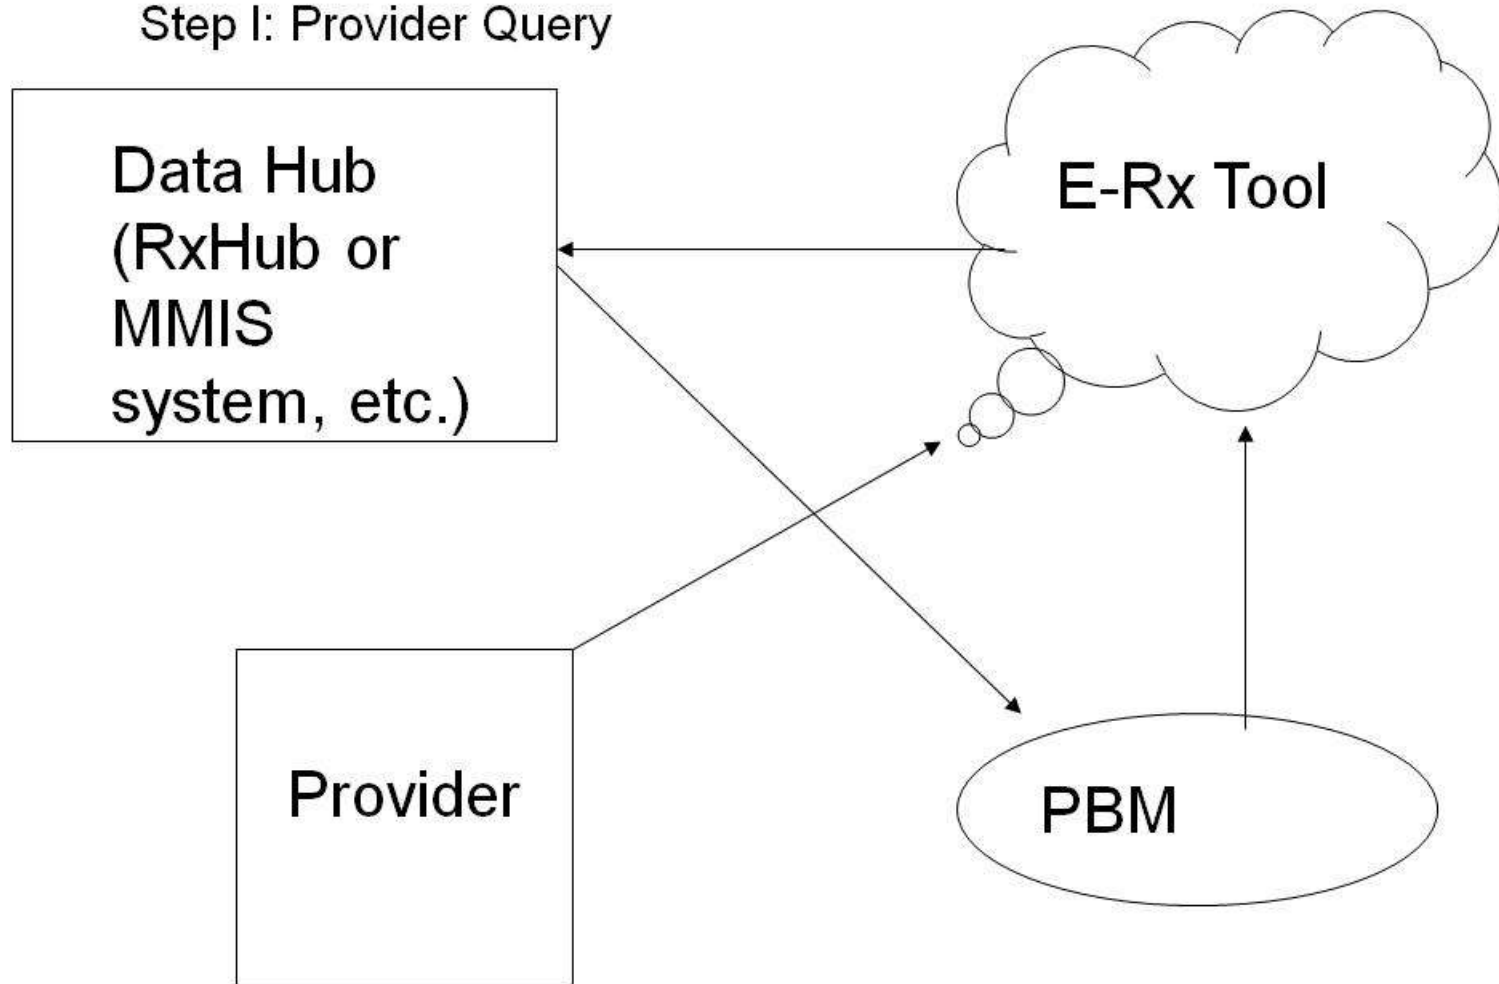 Step I: Provider Query
Data Hub
(RxHub or
MMIS
system, etc.)
E-Rx Tool
Provider
PBM